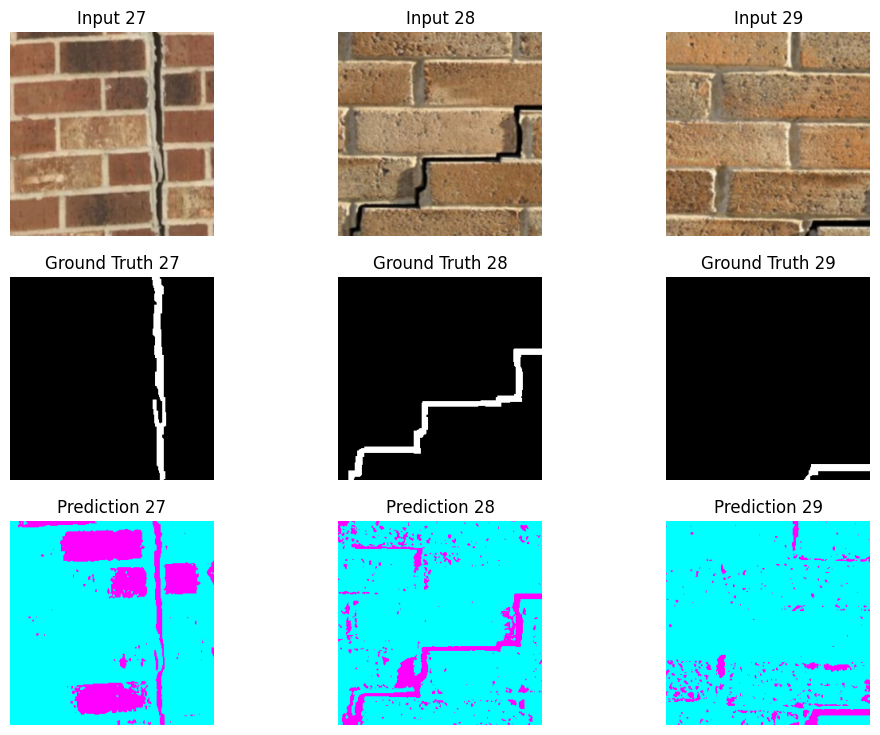 Input 27
Input 28
Input 29
Ground Truth 27
Ground Truth 28
Ground Truth 29
Prediction 27
Prediction 28
Prediction 29